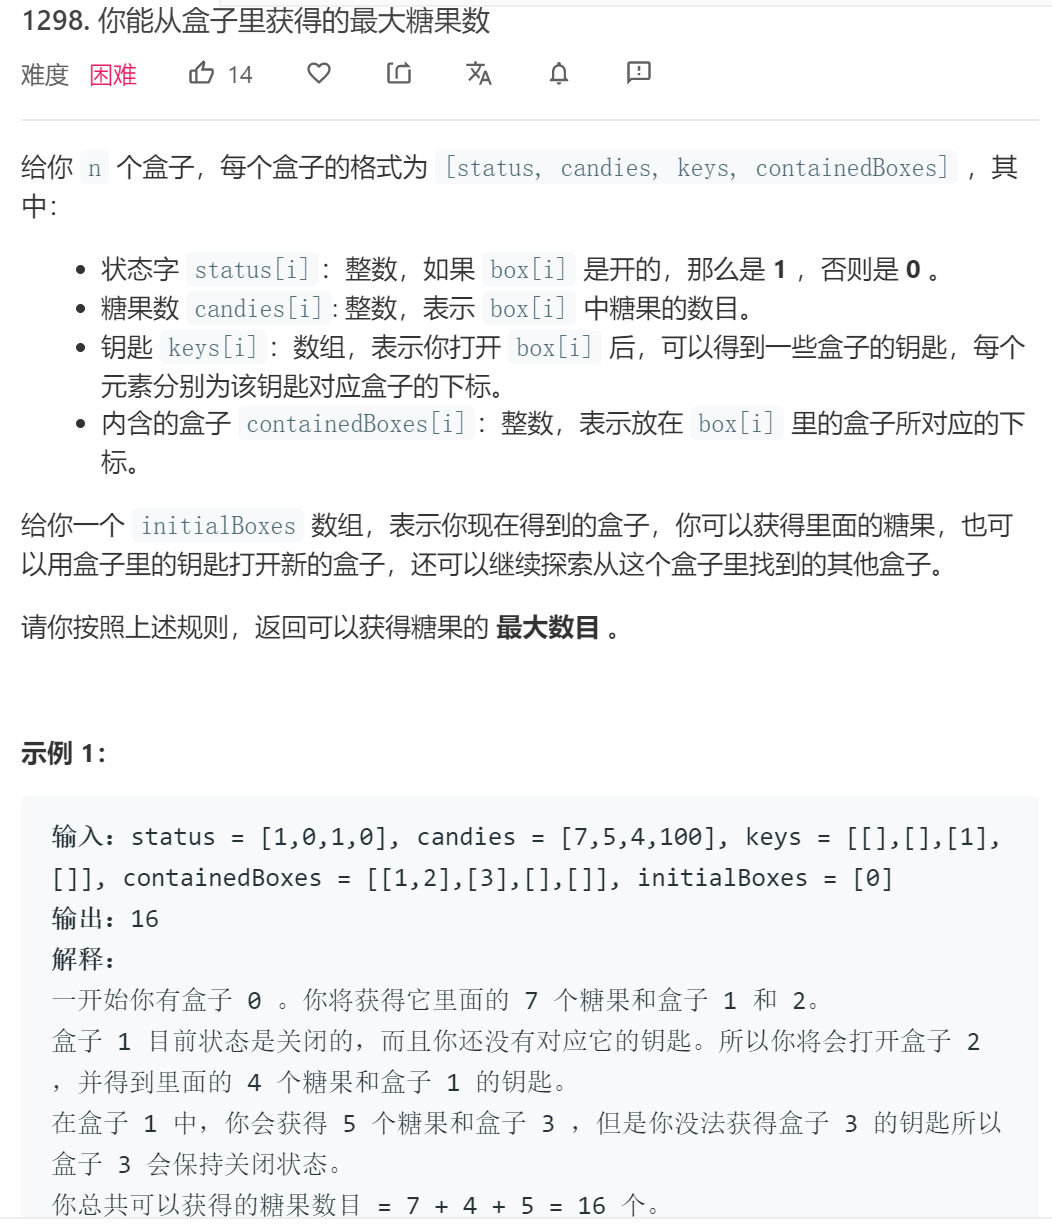 1298. 你能从盒子里获得的最大糖果数
难度 困难 14
给你 n 个盒子，每个盒子的格式为 [status, candies, keys, containedBoxes] ，其
中：
状态字 status[i]：整数，如果 box[i] 是开的，那么是 1 ，否则是 0 。
糖果数 candies[i]: 整数，表示 box[i] 中糖果的数目。
钥匙 keys[i]：数组，表示你打开 box[i] 后，可以得到一些盒子的钥匙，每个
元素分别为该钥匙对应盒子的下标。
内含的盒子 containedBoxes[i]：整数，表示放在 box[i] 里的盒子所对应的下
标。
给你一个 initialBoxes 数组，表示你现在得到的盒子，你可以获得里面的糖果，也可
以用盒子里的钥匙打开新的盒子，还可以继续探索从这个盒子里找到的其他盒子。
请你按照上述规则，返回可以获得糖果的 最大数目 。
示例 1：
输入：status = [1,0,1,0], candies = [7,5,4,100], keys = [[],[],[1],
[]], containedBoxes = [[1,2],[3],[],[]], initialBoxes = [0]
输出：16
解释：
一开始你有盒子 0 。你将获得它里面的 7 个糖果和盒子 1 和 2。
盒子 1 目前状态是关闭的，而且你还没有对应它的钥匙。所以你将会打开盒子 2
，并得到里面的 4 个糖果和盒子 1 的钥匙。
在盒子 1 中，你会获得 5 个糖果和盒子 3 ，但是你没法获得盒子 3 的钥匙所以
盒子 3 会保持关闭状态。
你总共可以获得的糖果数目 = 7 + 4 + 5 = 16 个。